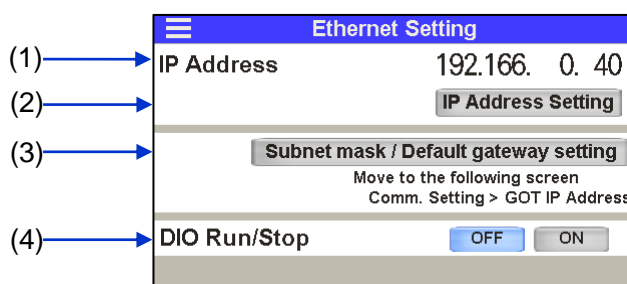 Ethernet Setting
(1) IP Address 192.166. 0. 40
(2) IP Address Setting
(3) Subnet mask / Default gateway setting
Move to the following screen
Comm. Setting > GOT IP Address
(4) DIO Run/Stop OFF ON